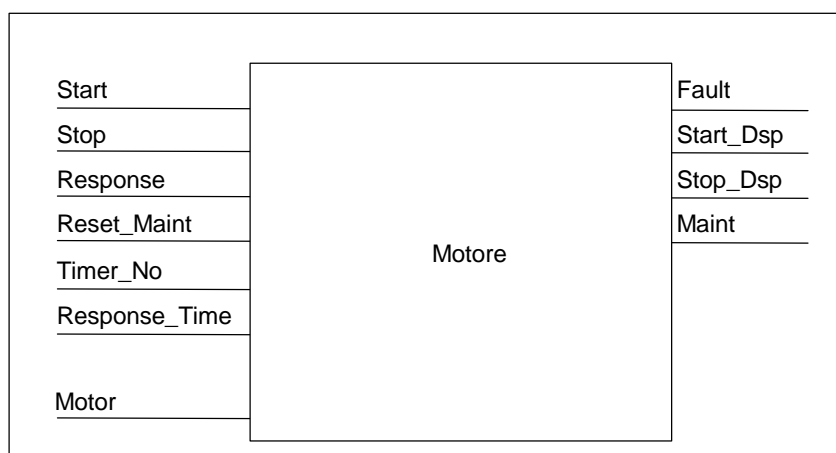 Start
Stop
Response
Reset_Maint
Timer_No
Response_Time
Motor
Motore
Fault
Start_Dsp
Stop_Dsp
Maint